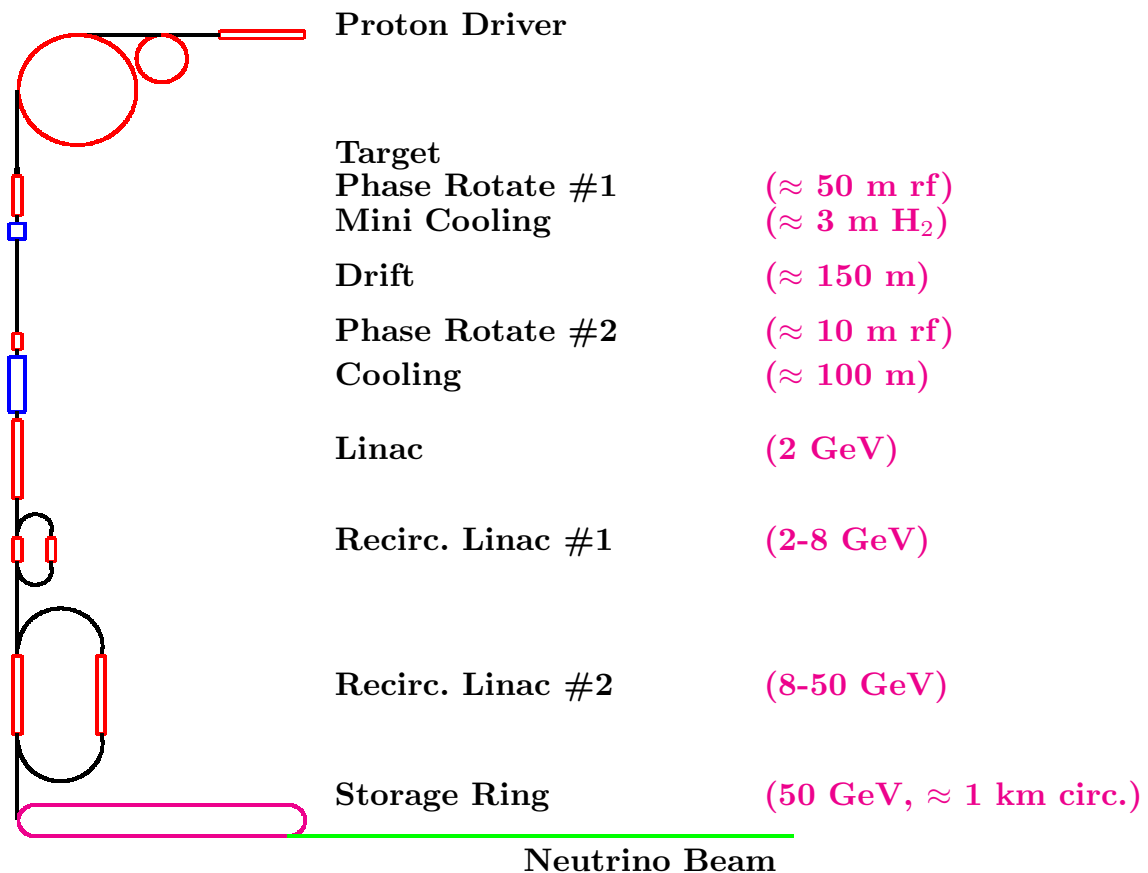 Proton Driver
Target
Phase Rotate #1 (≈ 50 m rf)
Mini Cooling (≈ 3 m H₂)
Drift (≈ 150 m)
Phase Rotate #2 (≈ 10 m rf)
Cooling (≈ 100 m)
Linac (2 GeV)
Recirc. Linac #1 (2-8 GeV)
Recirc. Linac #2 (8-50 GeV)
Storage Ring (50 GeV, ≈ 1 km circ.)
Neutrino Beam